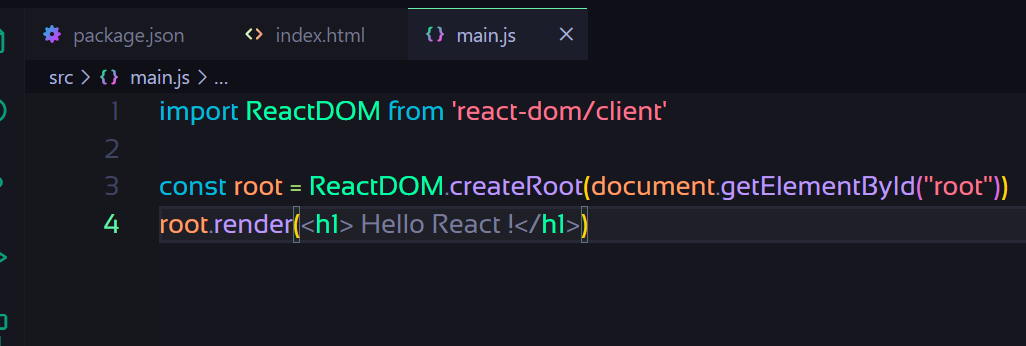 package.json index.html main.js
src > main.js > ...
1 import ReactDOM from 'react-dom/client'
2
3 const root = ReactDOM.createRoot(document.getElementById("root"))
4 root.render(<h1> Hello React !</h1>)